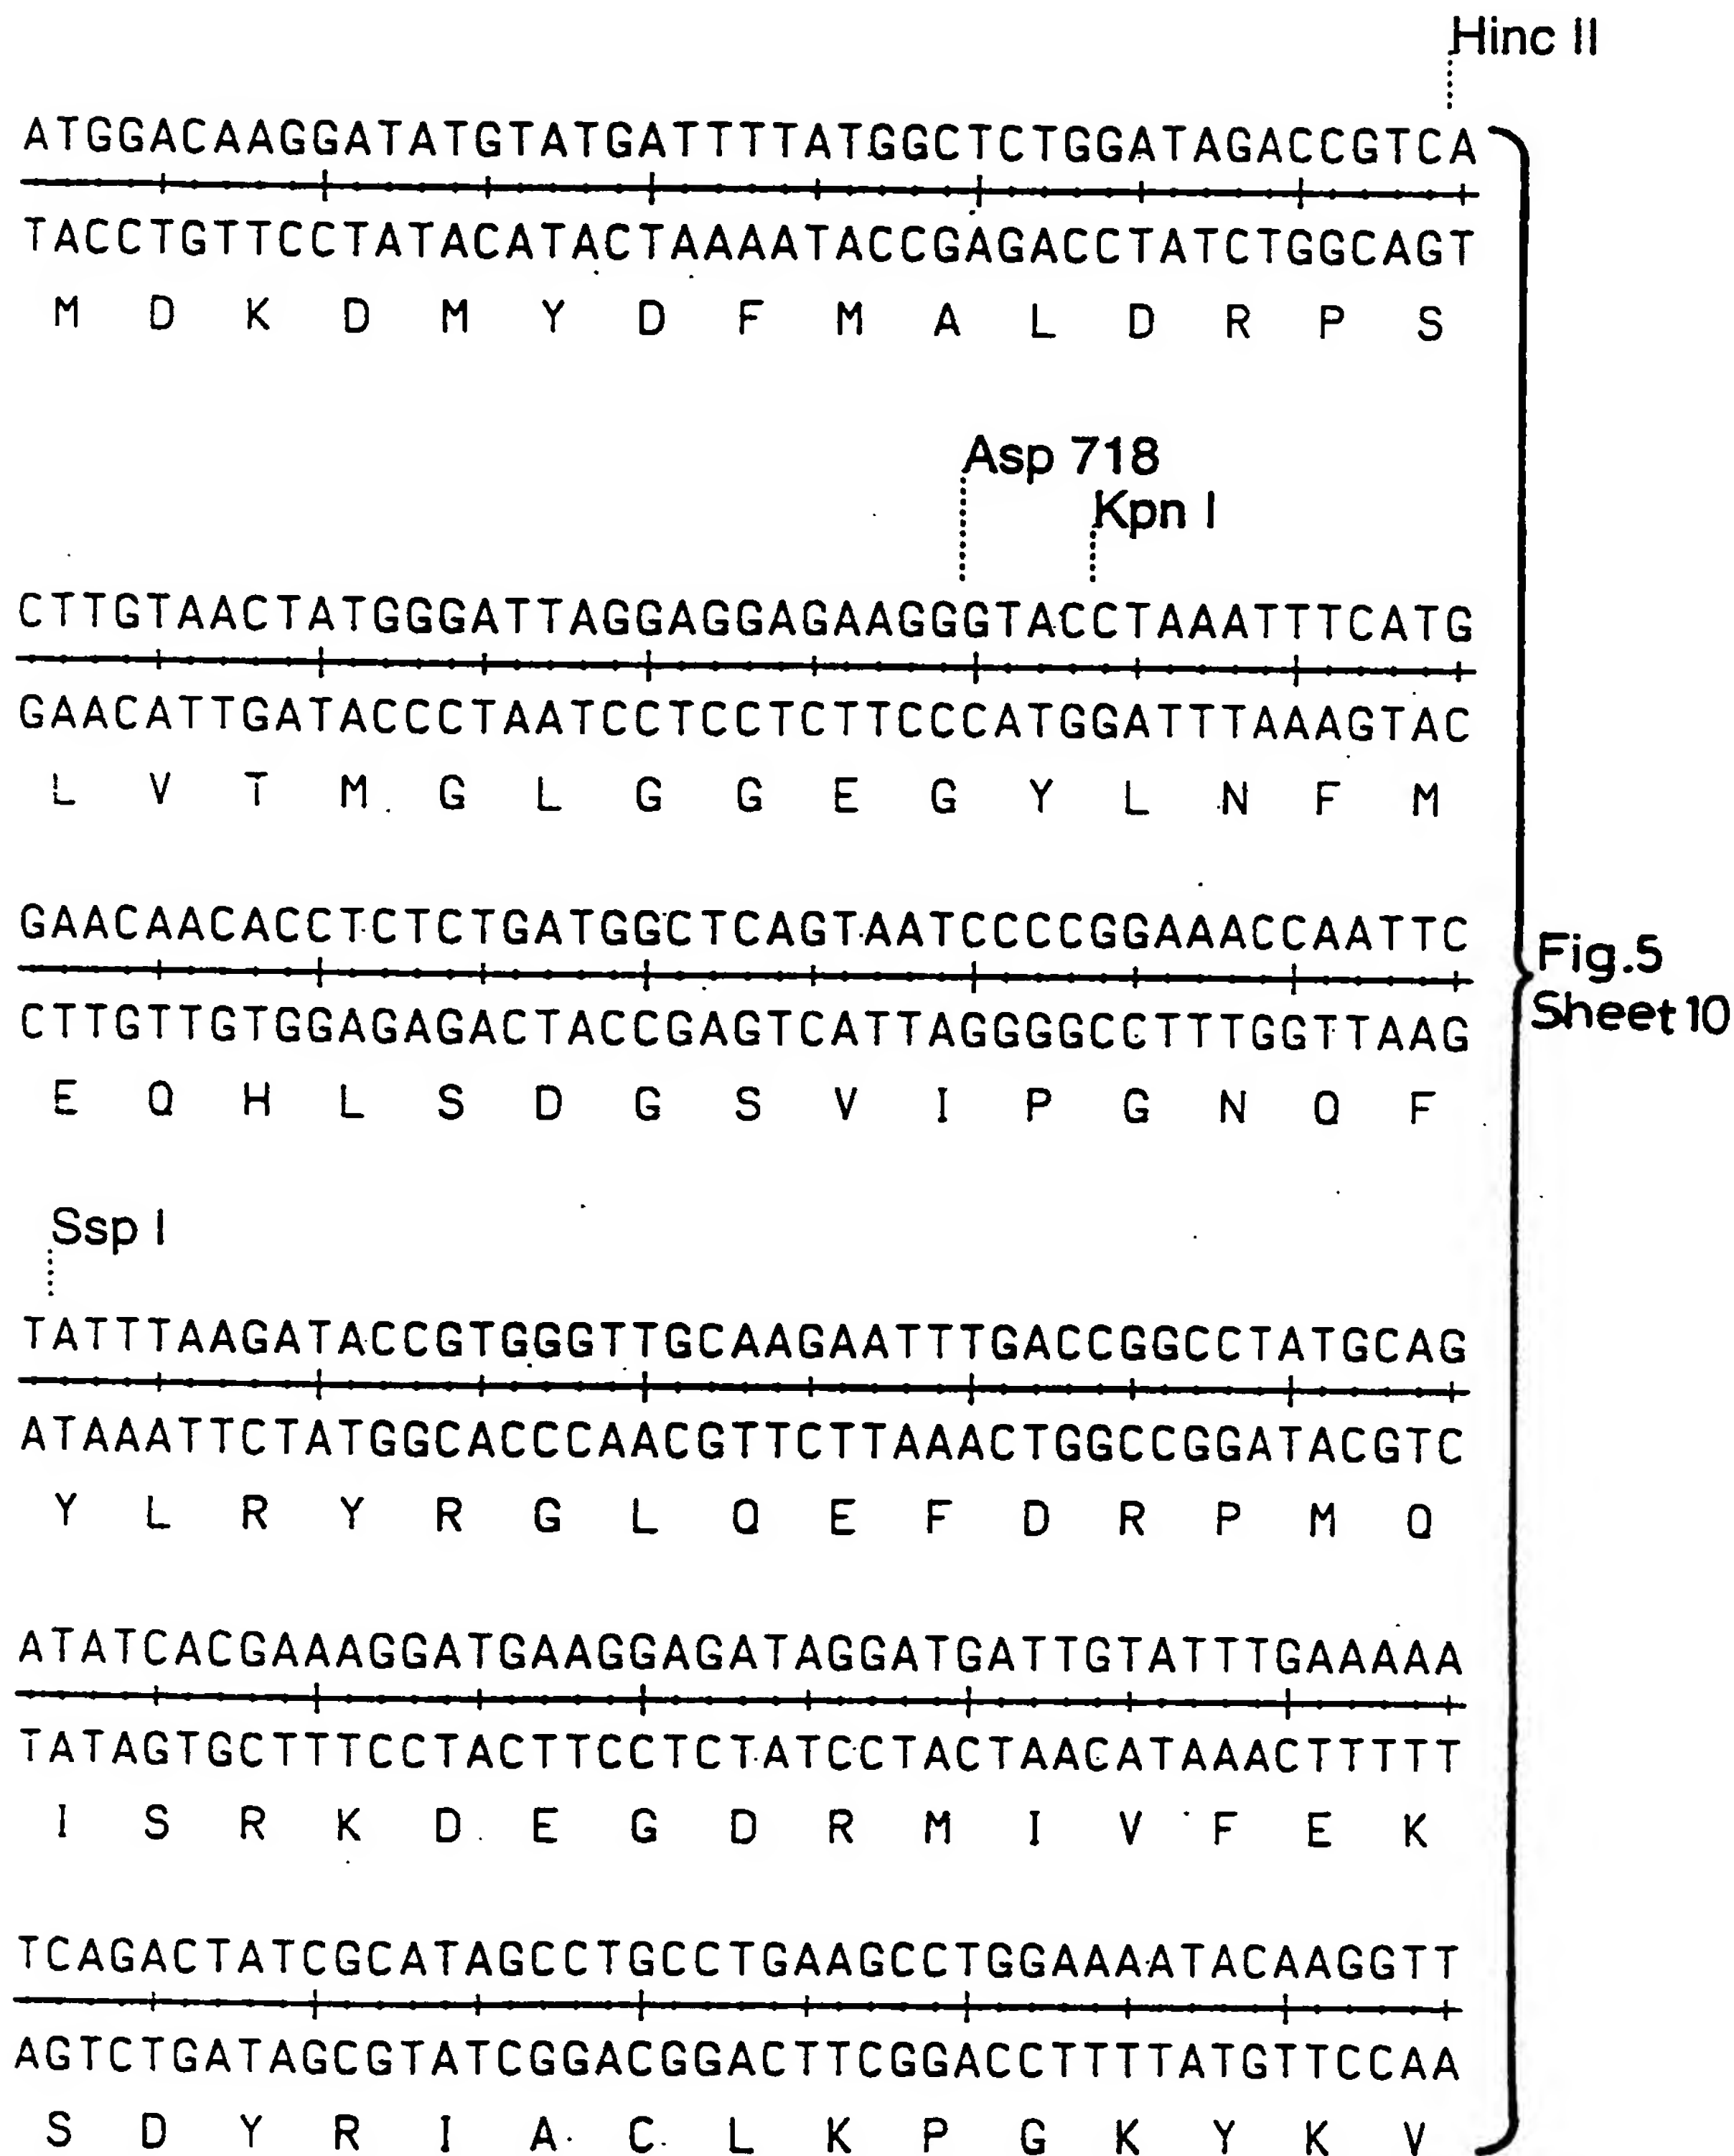 Hinc II
ATGGACAAGGATATGTATGATTTTATGGCTCTGGATAGACCGTCA
TACCTGTTCCTATACATACTAAAATACCGAGACCTATCTGGCAGT
M D K D M Y D F M A L D R P S
Asp 718
Kpn I
CTTGTAACTATGGGATTAGGAGGAGAAGGGTACCTAAATTTCATG
GAACATTGATACCCTAATCCTCCTCTTCCCATGGATTTAAAGTAC
L V T M G L G G E G Y L N F M
GAACAACACCTCTCTGATGGCTCAGTAATCCCCGGAAACCAATTC
CTTGTTGTGGAGAGACTACCGAGTCATTAGGGGCCTTTGGTTAAG
E Q H L S D G S V I P G N Q F
Fig.5
Sheet 10
Ssp I
TATTTAAGATACCGTGGGTTGCAAGAATTTGACCGGCCTATGCAG
ATAAATTCTATGGCACCCAACGTTCTTAAACTGGCCGGATACGTC
Y L R Y R G L Q E F D R P M Q
ATATCACGAAAGGATGAAGGAGATAGGATGATTGTATTTGAAAAA
TATAGTGCTTTCCTACTTCCTCTATCCTACTAACATAAACTTTTT
I S R K D E G D R M I V F E K
TCAGACTATCGCATAGCCTGCCTGAAGCCTGGAAAATACAAGGTT
AGTCTGATAGCGTATCGGACGGACTTCGGACCTTTTATGTTCCAA
S D Y R I A C L K P G K Y K V